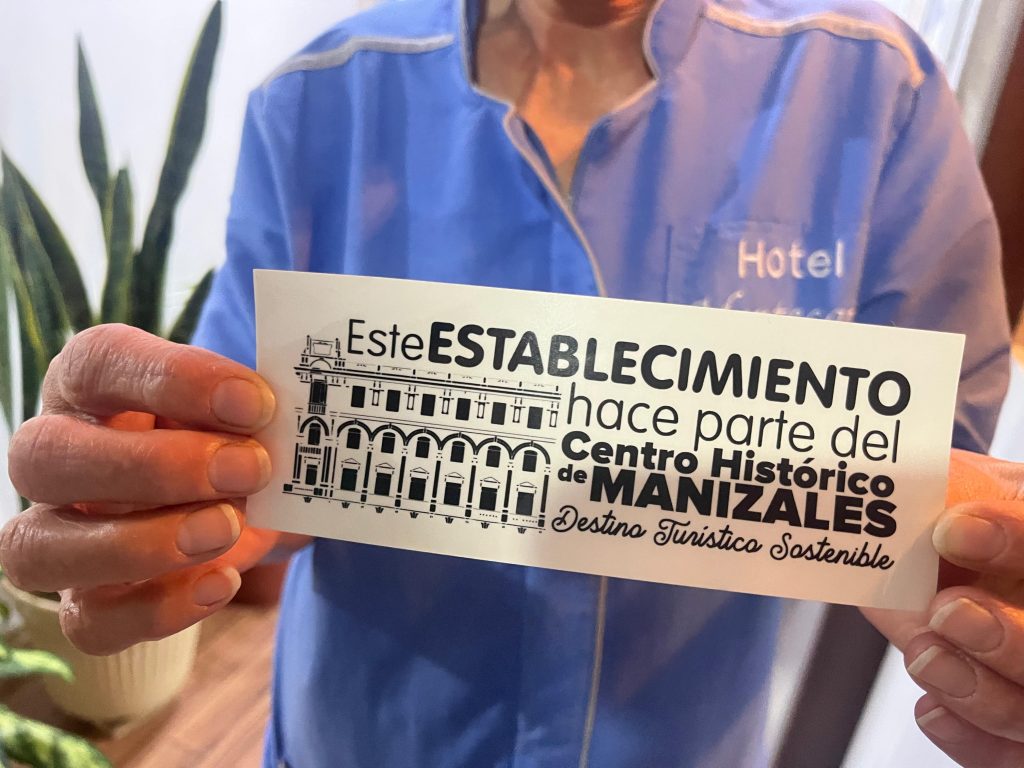 Hotel
Este ESTABLECIMIENTO
hace parte del
Centro Histórico
de MANIZALES
Destino Turístico Sostenible